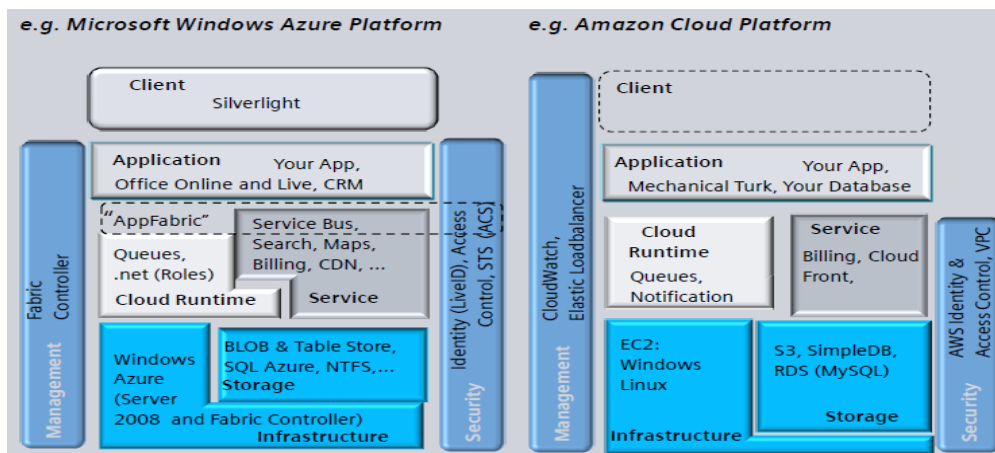 e.g. Microsoft Windows Azure Platform
Client
Silverlight
Application Your App,
Office Online and Live, CRM
“AppFabric”
Service Bus,
Search, Maps,
Billing, CDN, ...
Service
Queues,
.net (Roles)
Cloud Runtime
Windows
Azure
(Server
2008 and Fabric Controller)
Infrastructure
BLOB & Table Store,
SQL Azure, NTFS,...
Storage
Fabric
Controller
Management
Identity (LiveID), Access
Control, STS (ACS)
Security
e.g. Amazon Cloud Platform
Client
Application Your App,
Mechanical Turk, Your Database
Cloud
Runtime
Queues,
Notification
Service
Billing, Cloud
Front,
EC2:
Windows
Linux
Infrastructure
S3, SimpleDB,
RDS (MySQL)
Storage
CloudWatch,
Elastic Loadbalancer
Management
AWS Identity &
Access Control, VPC
Security